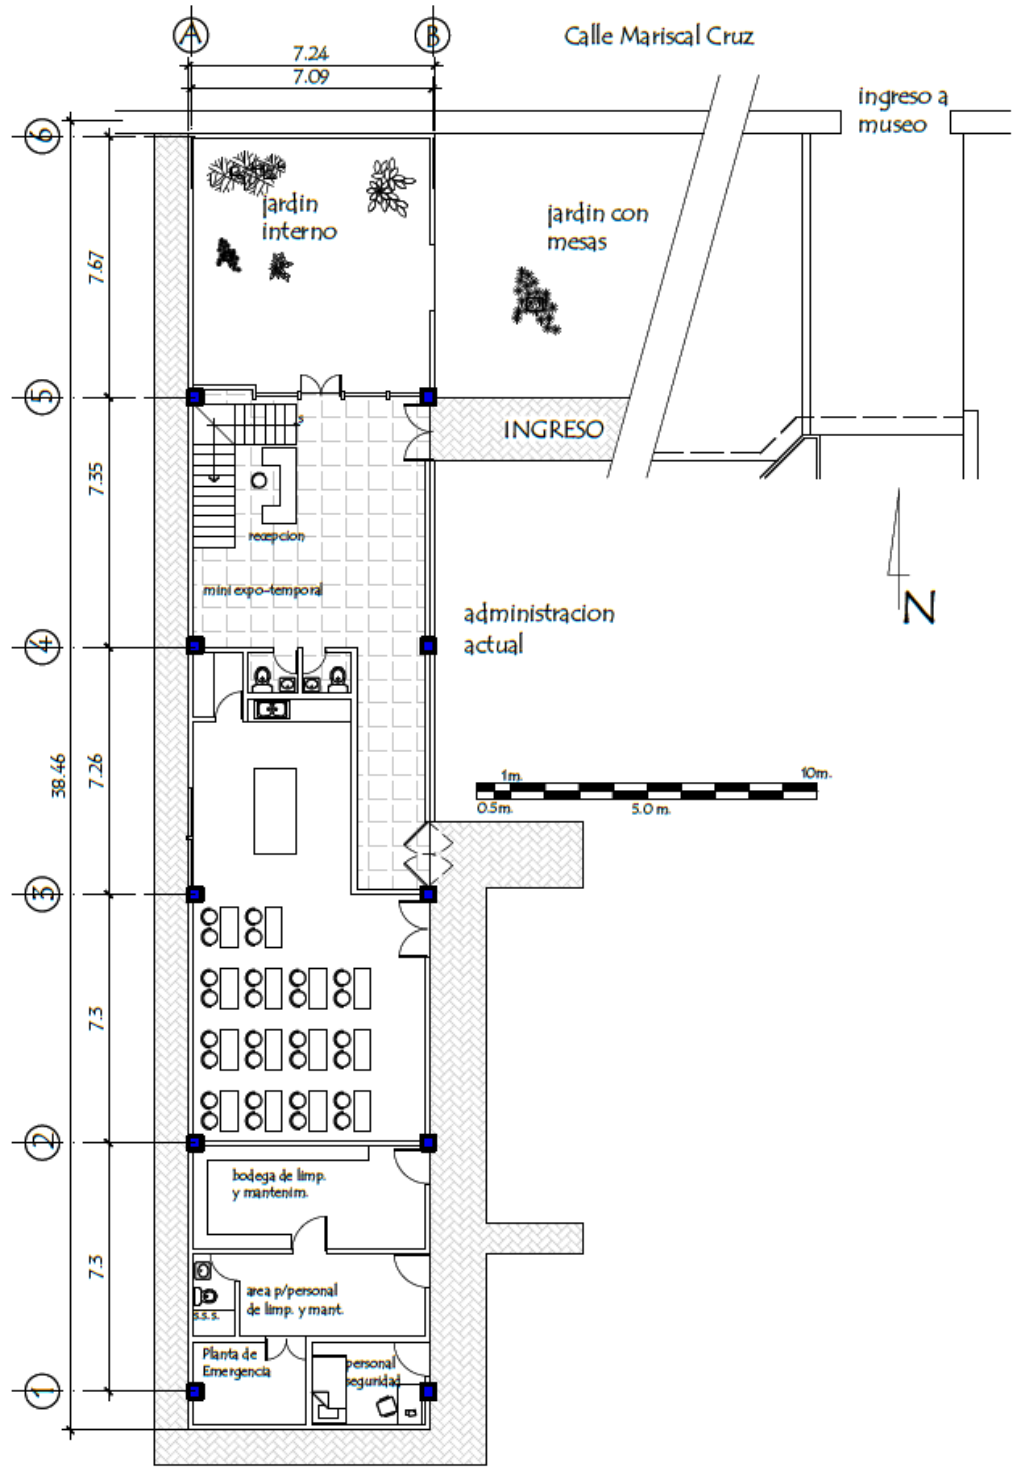 A
B
Calle Mariscal Cruz
7.24
7.09
ingreso a
museo
6
jardin
interno
jardin con
mesas
7.67
5
INGRESO
s
7.35
recepcion
mini expo-temporal
N
administracion
actual
4
38.46
7.26
1m.
10m.
0.5m.
5.0 m.
3
7.3
2
bodega de limp.
y mantenim.
7.3
area p/personal
de limp. y mant.
s.s.s.
Planta de
Emergencia
personal
seguridad
1